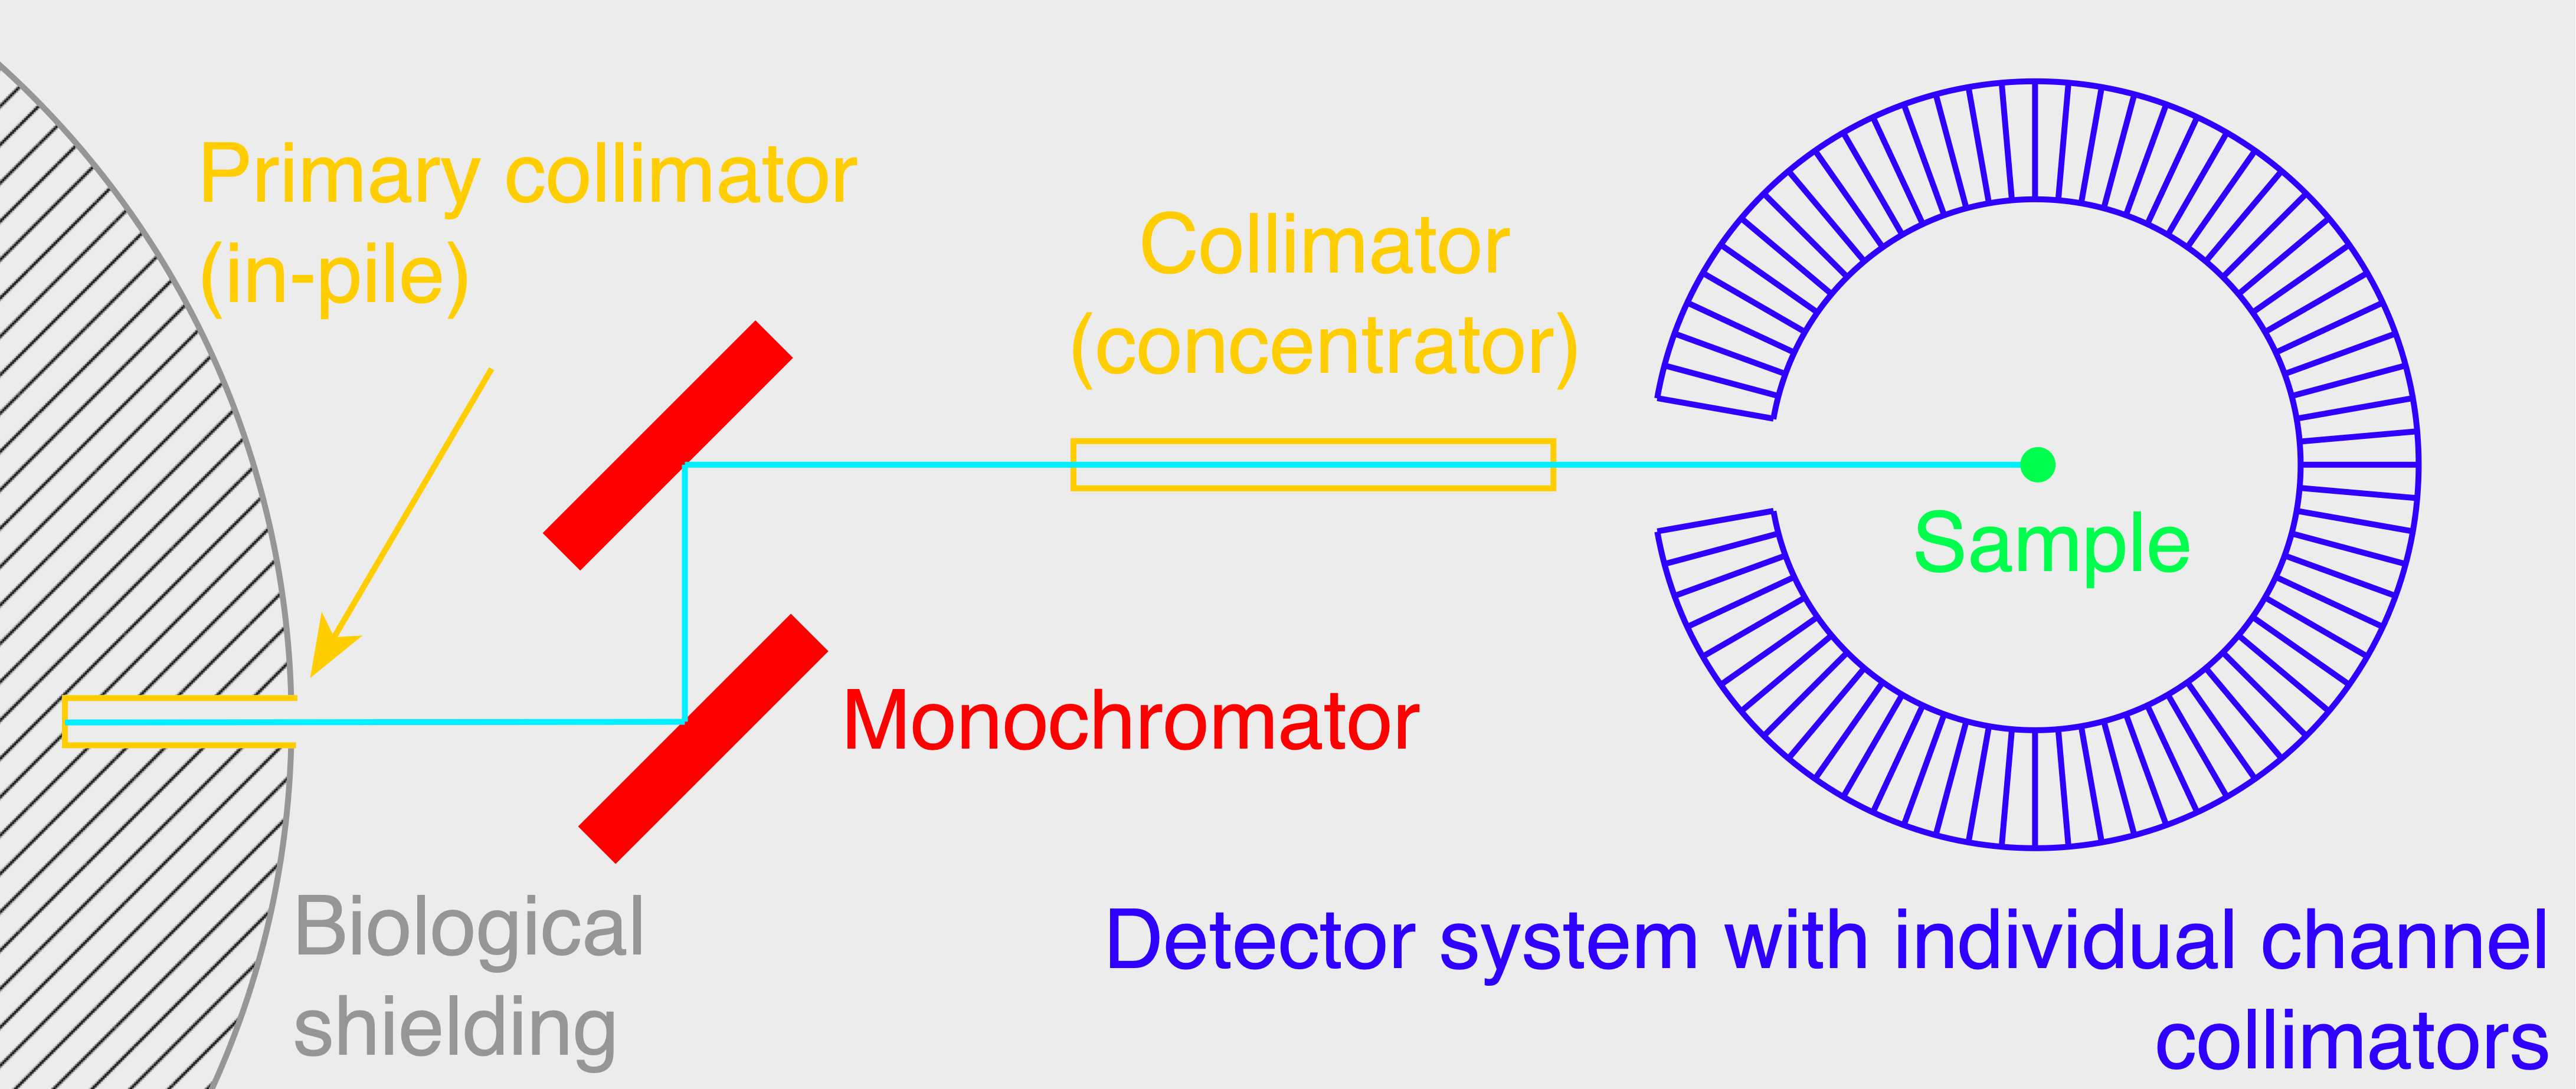 Primary collimator
(in-pile)
Collimator
(concentrator)
Sample
Monochromator
Biological
shielding
Detector system with individual channel
collimators